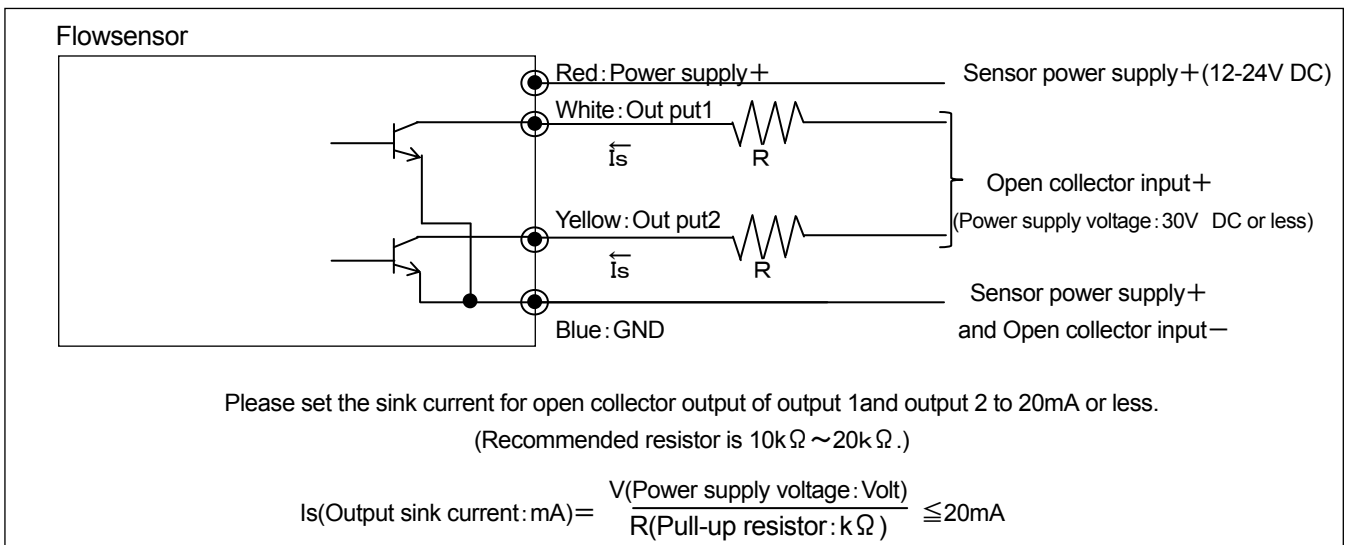 Flowsensor
Red:Power supply＋
Sensor power supply＋(12-24V DC)
White:Out put1
Is
R
Open collector input＋
(Power supply voltage:30V DC or less)
Yellow:Out put2
Is
R
Sensor power supply＋
and Open collector input－
Blue:GND
Please set the sink current for open collector output of output 1and output 2 to 20mA or less.
(Recommended resistor is 10kΩ～20kΩ.)
Is(Output sink current:mA)＝ V(Power supply voltage:Volt) ≦20mA
R(Pull-up resistor:kΩ)